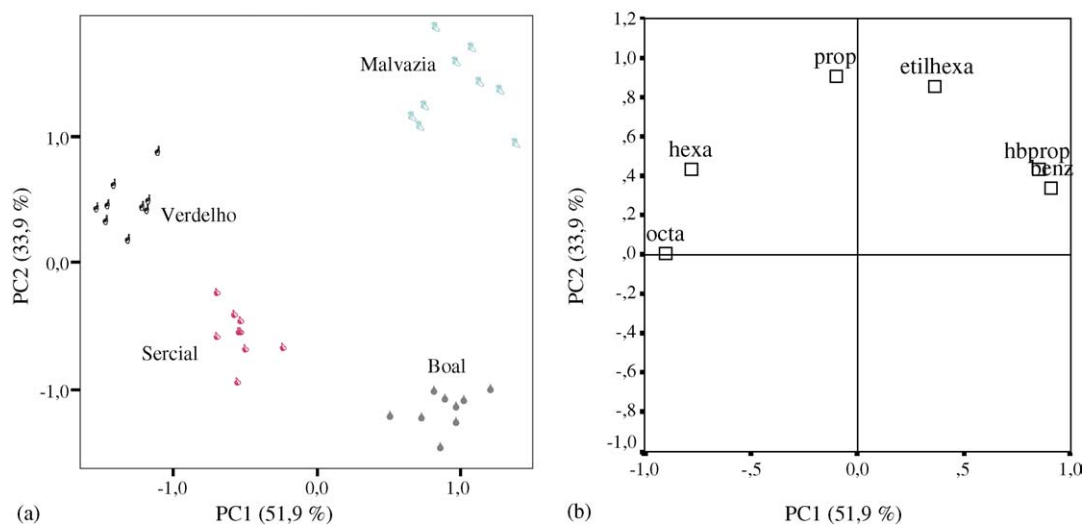 Malvazia
1,0
Verdelho
0,0
Sercial
Boal
-1,0
-1,0
0,0
1,0
PC2 (33,9 %)
PC1 (51,9 %)
(a)
1,2
1,0
,8
,6
,4
,2
,0
-,2
-,4
-,6
-,8
-1,0
prop
etilhexa
hexa
hbprop
benz
octa
-1,0
-,5
0,0
,5
1,0
PC2 (33,9 %)
PC1 (51,9 %)
(b)